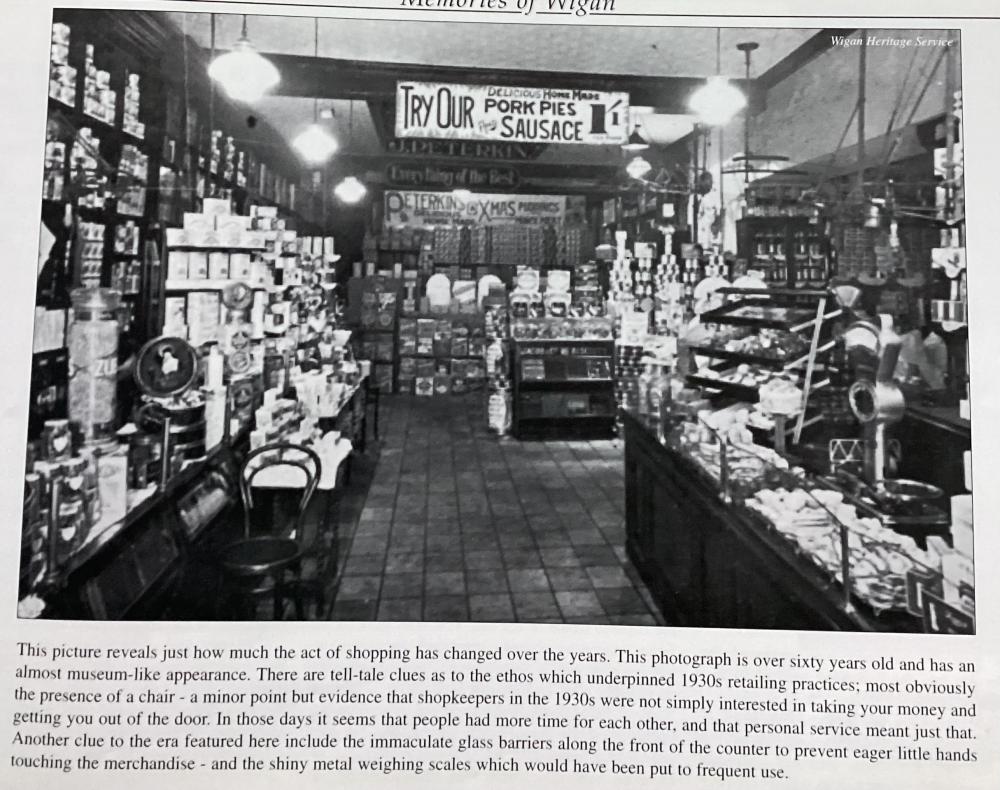 Memories of Wigan
Wigan Heritage Service
DELICIOUS HOME MADE
TRY OUR PORK PIES 1'1
SAUSAGE
J. PETERKIN
Everything of the Best
PETERKINS XMAS PUDDINGS
HOME MADE MINCEMEAT
This picture reveals just how much the act of shopping has changed over the years. This photograph is over sixty years old and has an
almost museum-like appearance. There are tell-tale clues as to the ethos which underpinned 1930s retailing practices; most obviously
the presence of a chair - a minor point but evidence that shopkeepers in the 1930s were not simply interested in taking your money and
getting you out of the door. In those days it seems that people had more time for each other, and that personal service meant just that.
Another clue to the era featured here include the immaculate glass barriers along the front of the counter to prevent eager little hands
touching the merchandise - and the shiny metal weighing scales which would have been put to frequent use.